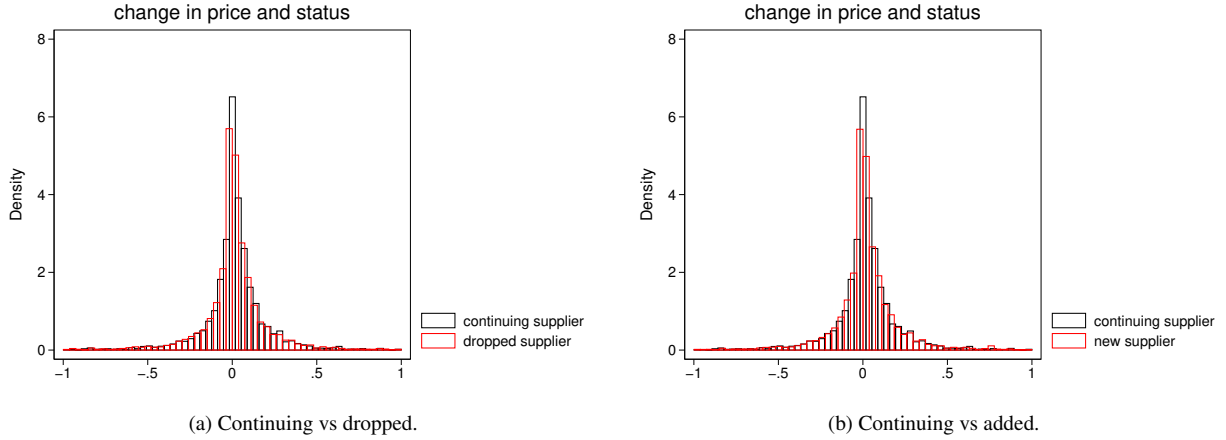 change in price and status
8
6
4
2
0
Density
-1
-.5
0
.5
1
continuing supplier
dropped supplier
(a) Continuing vs dropped.
change in price and status
8
6
4
2
0
Density
-1
-.5
0
.5
1
continuing supplier
new supplier
(b) Continuing vs added.